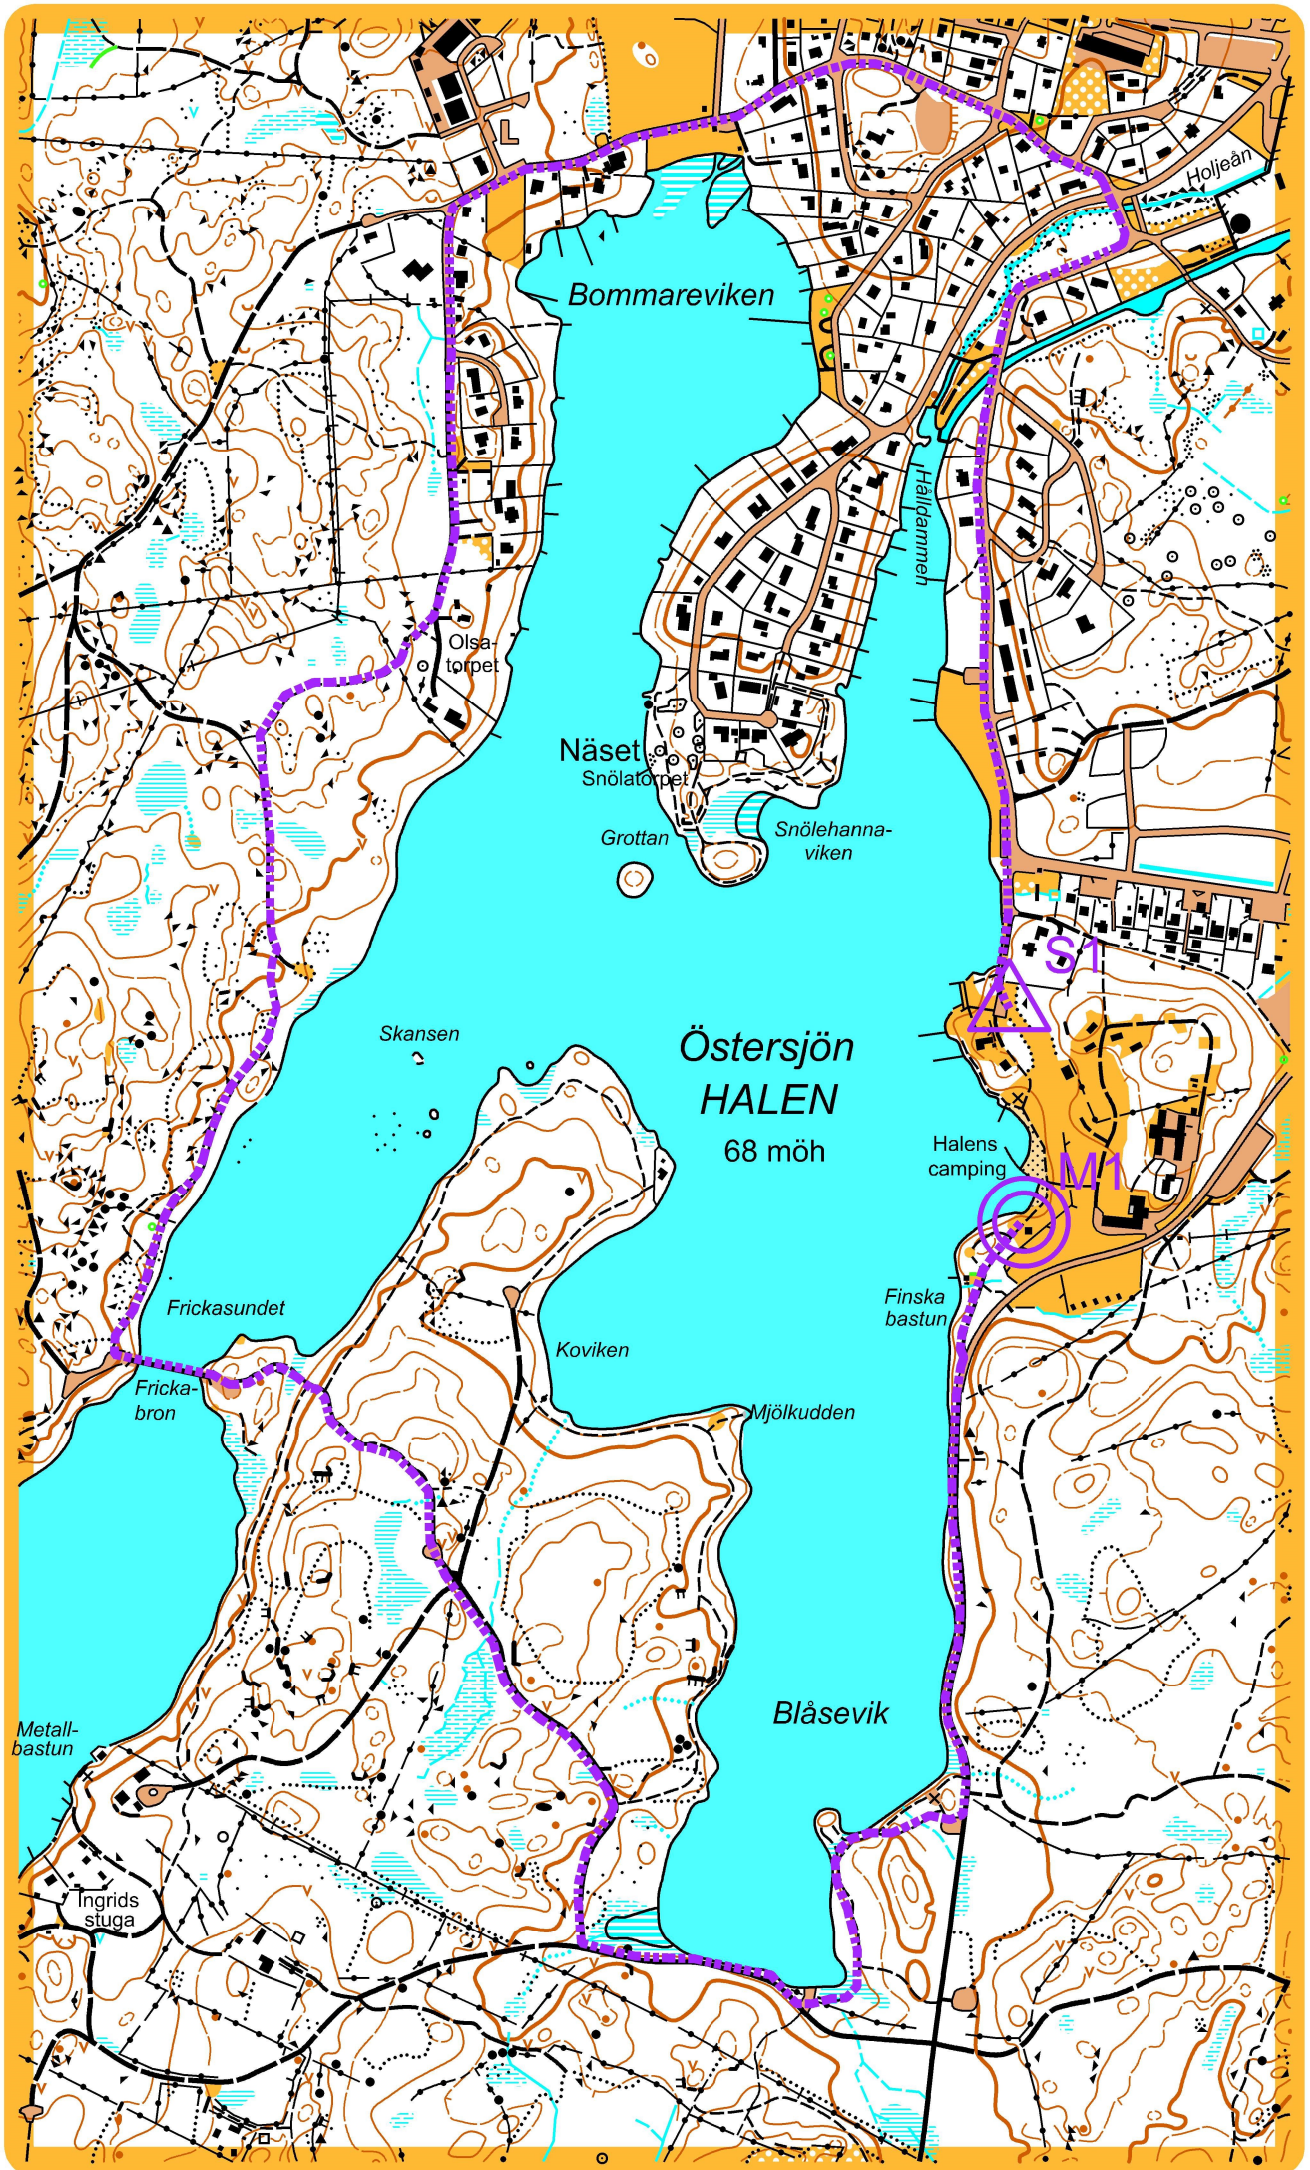 L
Holjeån
Bommareviken
Hålldammen
Olsa-
torpet
Näset
Snölatorpet
Grottan
Snölehanna-
viken
S1
Skansen
Östersjön
HALEN
68 möh
Halens
camping
M1
Frickasundet
Finska
bastun
Koviken
Fricka-
bron
Mjölkudden
Blåsevik
Metall-
bastun
Ingrids
stuga